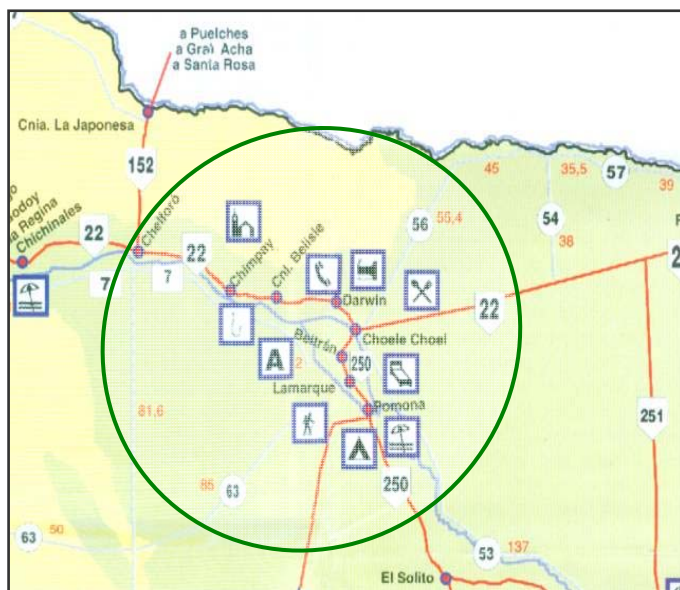 a Puelches
a Gral Acha
a Santa Rosa
Cnia. La Japonesa
152
45
35,5
57
39
56
55,4
54
38
Regina
Chichinales
22
Chelforó
22
7
7
Chimpay
Cnl. Belisle
Darwin
22
Choele Choel
Beltrán
250
2
Lamarque
Pomona
81,6
251
85
63
250
63
50
53
137
El Solito